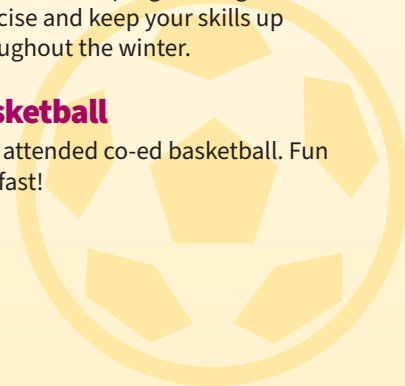 cise and keep your skills up
ughout the winter.
sketball
attended co-ed basketball. Fun
fast!